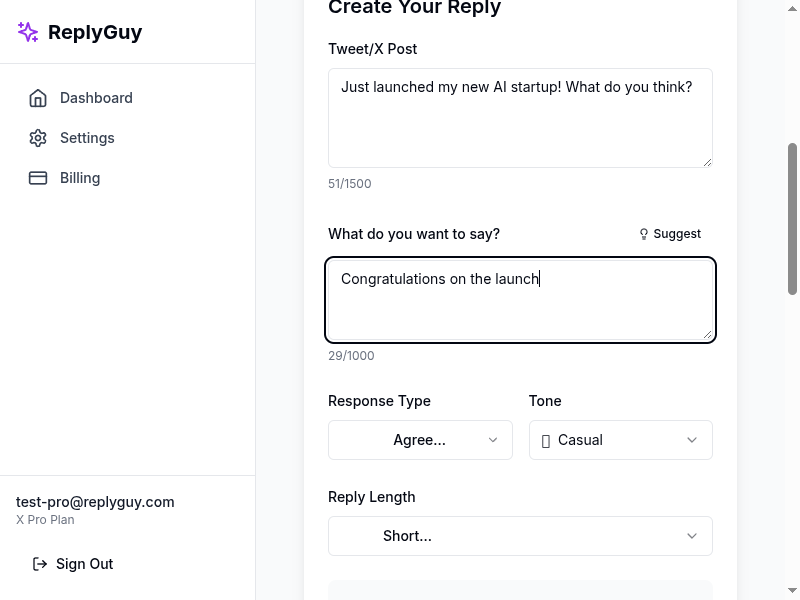 ReplyGuy
Dashboard
Settings
Billing
test-pro@replyguy.com
X Pro Plan
Sign Out
Create Your Reply
Tweet/X Post
Just launched my new AI startup! What do you think?
51/1500
What do you want to say?
Suggest
Congratulations on the launch
29/1000
Response Type
Tone
Agree...
Casual
Reply Length
Short...